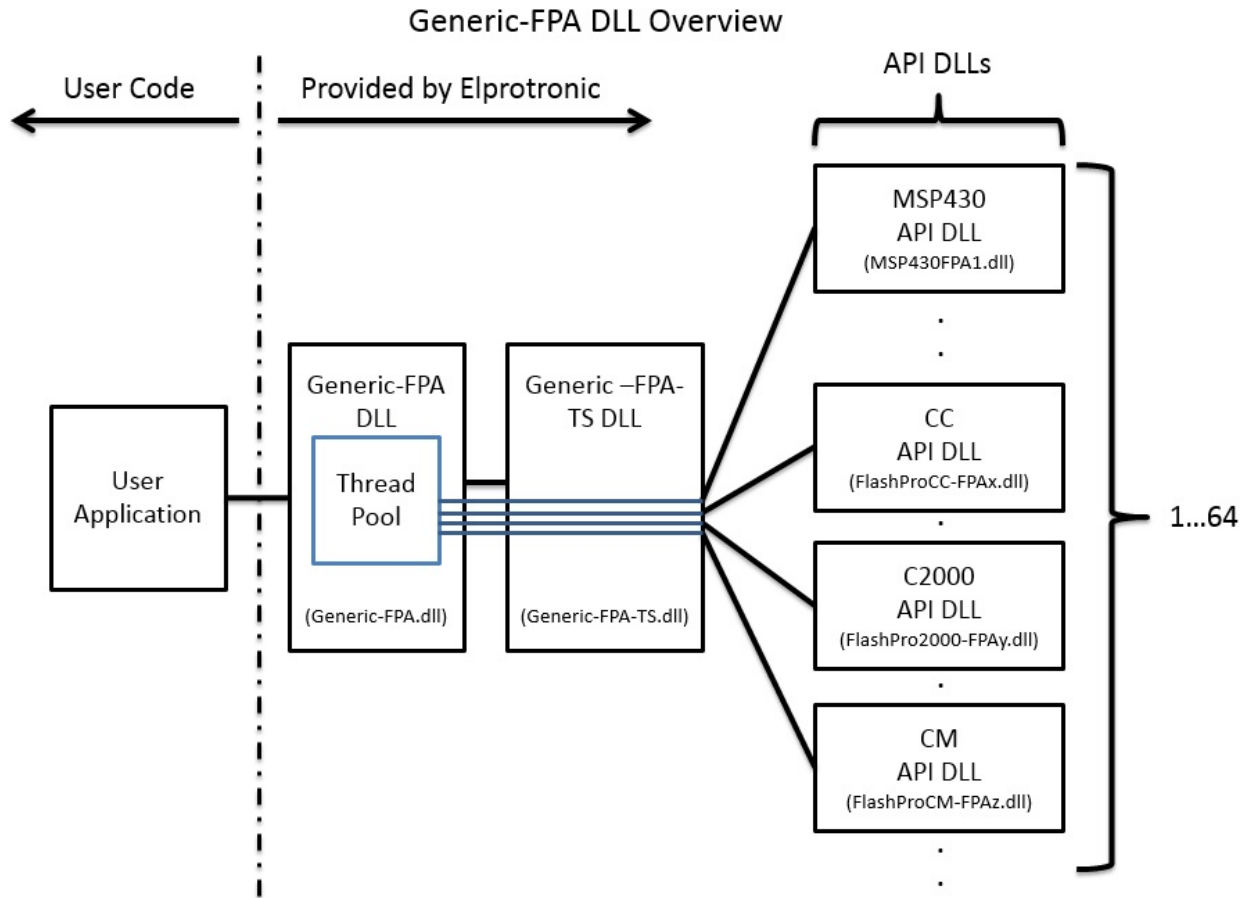 Generic-FPA DLL Overview
User Code
Provided by Elprotronic
API DLLs
MSP430
API DLL
(MSP430FPA1.dll)
.
.
Generic-FPA
DLL
Thread
Pool
(Generic-FPA.dll)
Generic –FPA-
TS DLL
(Generic-FPA-TS.dll)
User
Application
CC
API DLL
(FlashProCC-FPAx.dll)
.
C2000
API DLL
(FlashPro2000-FPAy.dll)
.
CM
API DLL
(FlashProCM-FPAz.dll)
.
.
1...64